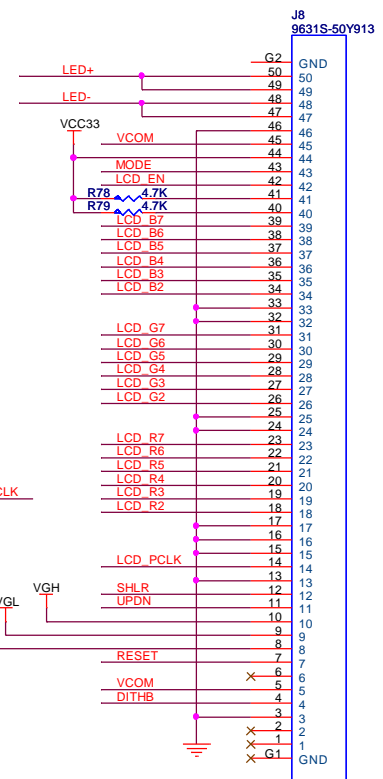 J8
9631S-50Y913
G2 GND
LED+ 50 50
49 49
LED- 48 48
47 47
VCC33 46 46
VCOM 45 45
44 44
MODE 43 43
LCD_EN 42 42
R78 4.7K 41 41
R79 4.7K 40 40
LCD_B7 39 39
LCD_B6 38 38
LCD_B5 37 37
LCD_B4 36 36
LCD_B3 35 35
LCD_B2 34 34
33 33
32 32
LCD_G7 31 31
LCD_G6 30 30
LCD_G5 29 29
LCD_G4 28 28
LCD_G3 27 27
LCD_G2 26 26
25 25
24 24
LCD_R7 23 23
LCD_R6 22 22
LCD_R5 21 21
LCD_R4 20 20
CLK LCD_R3 19 19
LCD_R2 18 18
17 17
16 16
15 15
LCD_PCLK 14 14
13 13
VGH SHLR 12 12
VGL UPDN 11 11
10 10
9 9
8 8
RESET 7 7
6 6
VCOM 5 5
DITHB 4 4
3 3
2 2
1 1
G1 GND